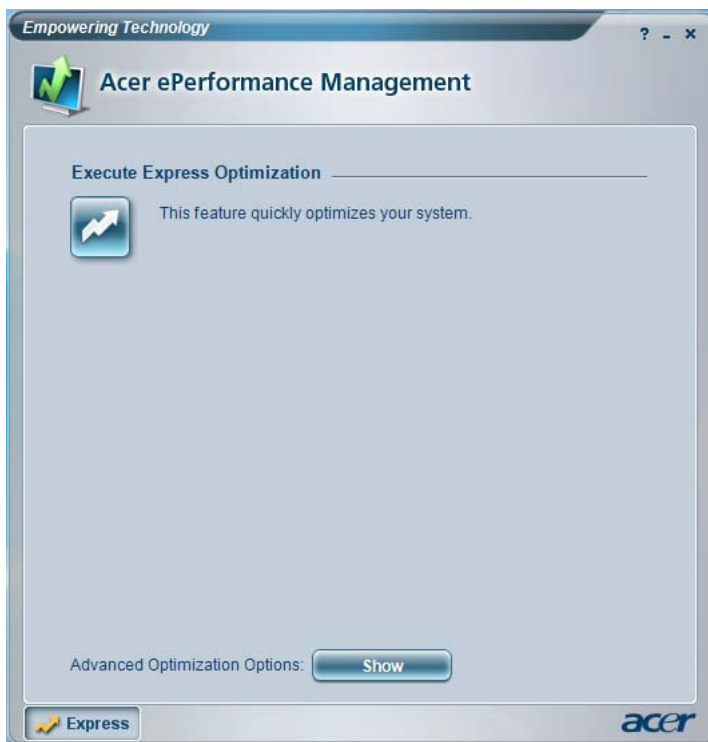 Empowering Technology
? - ×
Acer ePerformance Management
Execute Express Optimization
This feature quickly optimizes your system.
Advanced Optimization Options: Show
Express
acer